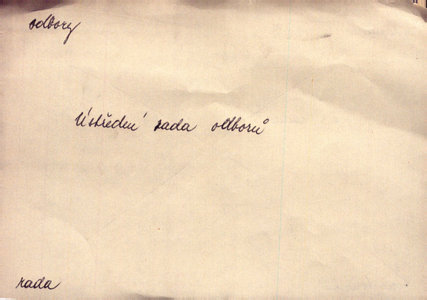 odbory
Ústřední rada odborů
rada